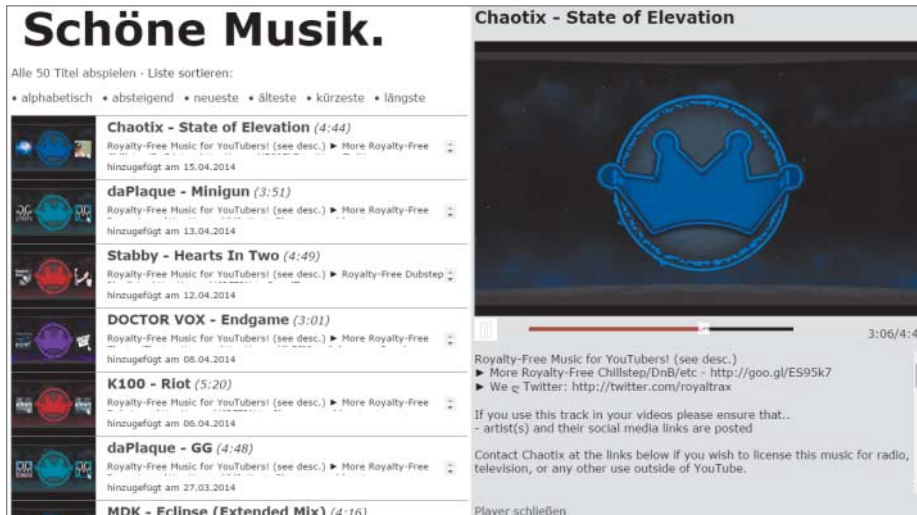 Schöne Musik.
Alle 50 Titel abspielen · Liste sortieren:
• alphabetisch • absteigend • neueste • älteste • kürzeste • längste
Chaotix - State of Elevation (4:44)
Royalty-Free Music for YouTubers! (see desc.) ► More Royalty-Free
hinzugefügt am 15.04.2014
daPlaque - Minigun (3:51)
Royalty-Free Music for YouTubers! (see desc.) ► More Royalty-Free
hinzugefügt am 13.04.2014
Stabby - Hearts In Two (4:49)
Royalty-Free Music for YouTubers! (see desc.) ► Royalty-Free Dubstep
hinzugefügt am 12.04.2014
DOCTOR VOX - Endgame (3:01)
Royalty-Free Music for YouTubers! (see desc.) ► More Royalty-Free
hinzugefügt am 08.04.2014
K100 - Riot (5:20)
Royalty-Free Music for YouTubers! (see desc.) ► More Royalty-Free
hinzugefügt am 06.04.2014
daPlaque - GG (4:48)
Royalty-Free Music for YouTubers! (see desc.) ► More Royalty-Free
hinzugefügt am 27.03.2014
MDK - Eclipse (Extended Mix) (4:16)
Chaotix - State of Elevation
3:06/4:4
Royalty-Free Music for YouTubers! (see desc.)
► More Royalty-Free Chillstep/DnB/etc - http://goo.gl/ES95k7
► We ღ Twitter: http://twitter.com/royaltrax
If you use this track in your videos please ensure that..
- artist(s) and their social media links are posted
Contact Chaotix at the links below if you wish to license this music for radio,
television, or any other use outside of YouTube.
Player schließen